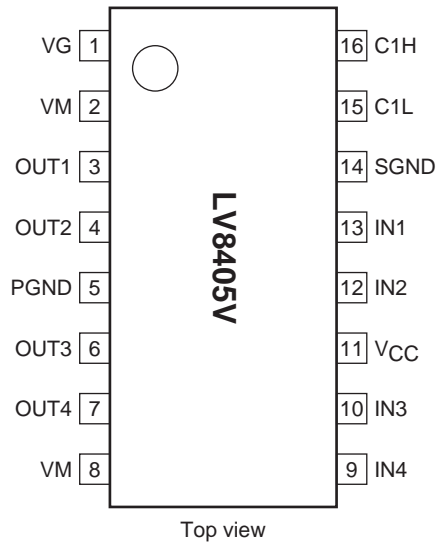 VG 1 16 C1H
VM 2 15 C1L
OUT1 3 14 SGND
OUT2 4 13 IN1
PGND 5 12 IN2
OUT3 6 11 VCC
OUT4 7 10 IN3
VM 8 9 IN4
LV8405V
Top view